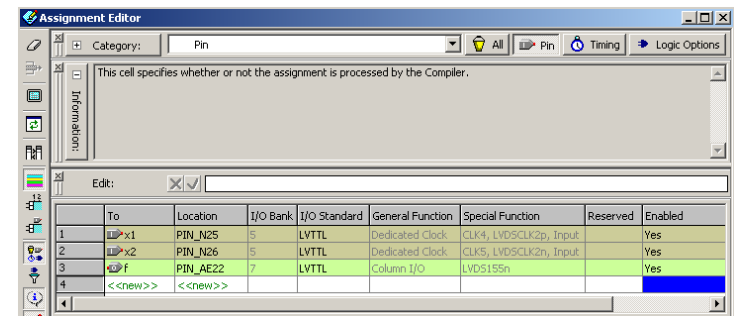 Assignment Editor
Category: Pin All Pin Timing Logic Options
This cell specifies whether or not the assignment is processed by the Compiler.
Information:
Edit:
To Location I/O Bank I/O Standard General Function Special Function Reserved Enabled
1 x1 PIN_N25 5 LVTTL Dedicated Clock CLK4, LVDSCLK2p, Input Yes
2 x2 PIN_N26 5 LVTTL Dedicated Clock CLK5, LVDSCLK2n, Input Yes
3 f PIN_AE22 7 LVTTL Column I/O LVDS155n Yes
4 <<new>> <<new>>